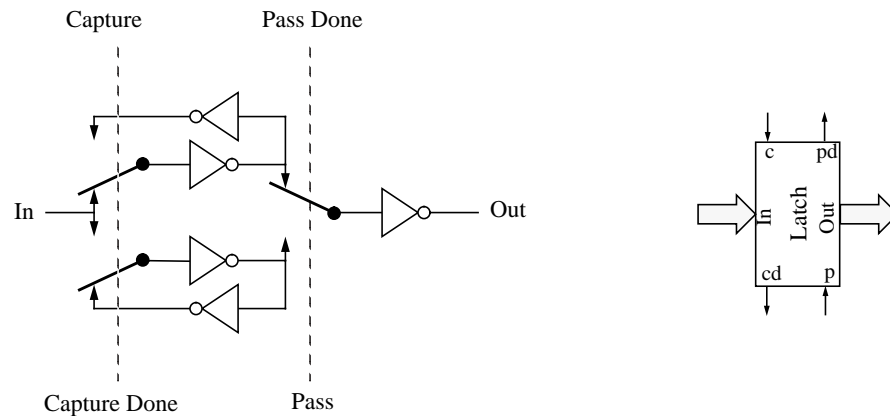 Capture
Pass Done
In
Out
Capture Done
Pass
c
pd
In
Latch
Out
cd
p